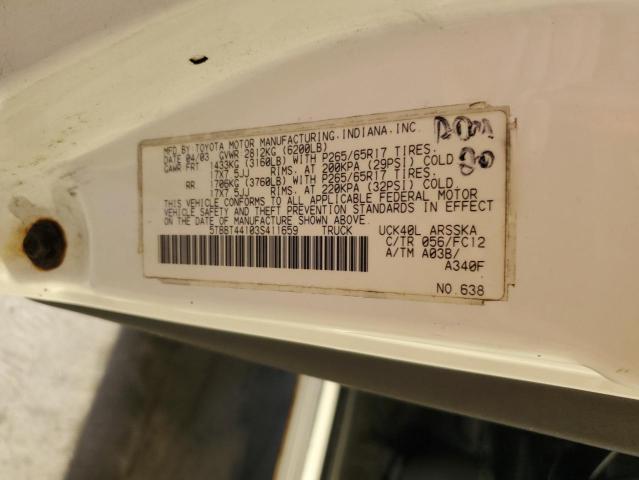 MFD.BY:TOYOTA MOTOR MANUFACTURING,INDIANA,INC.
DATE 04/03 GVWR 2812KG (6200LB)
GAWR FRT 1433KG (3160LB) WITH P265/65R17 TIRES,
17X7.5JJ RIMS, AT 200KPA (29PSI) COLD
RR 1706KG (3760LB) WITH P265/65R17 TIRES,
17X7.5JJ RIMS, AT 220KPA (32PSI) COLD
THIS VEHICLE CONFORMS TO ALL APPLICABLE FEDERAL MOTOR
VEHICLE SAFETY AND THEFT PREVENTION STANDARDS IN EFFECT
ON THE DATE OF MANUFACTURE SHOWN ABOVE.
5TBBT44103S411659 TRUCK
UCK40L ARSSKA
C/TR 056/FC12
A/TM A03B/
A340F
NO.638